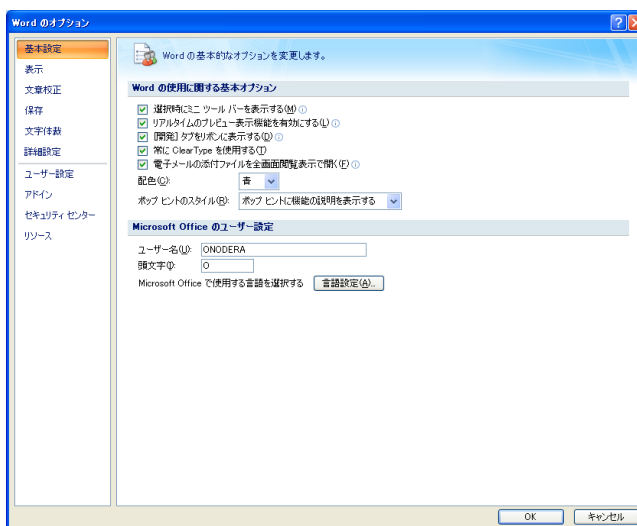 Word のオプション
基本設定
表示
文章校正
保存
文字体裁
詳細設定
ユーザー設定
アドイン
セキュリティ センター
リソース
Word の基本的なオプションを変更します。
Word の使用に関する基本オプション
選択時にミニ ツール バーを表示する(M)
リアルタイムのプレビュー表示機能を有効にする(L)
[開発] タブをリボンに表示する(D)
常に ClearType を使用する(T)
電子メールの添付ファイルを全画面閲覧表示で開く(F)
配色(C): 青
ポップ ヒントのスタイル(R): ポップ ヒントに機能の説明を表示する
Microsoft Office のユーザー設定
ユーザー名(U): ONODERA
頭文字(I): O
Microsoft Office で使用する言語を選択する 言語設定(A)...
OK キャンセル